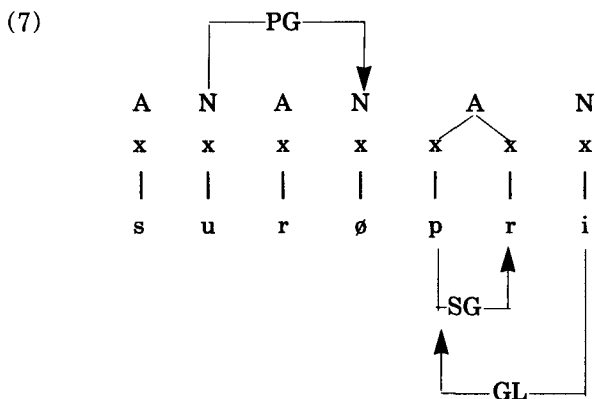 (7)
PG
A N A N A N
x x x x x x x
s u r ø p r i
SG
GL